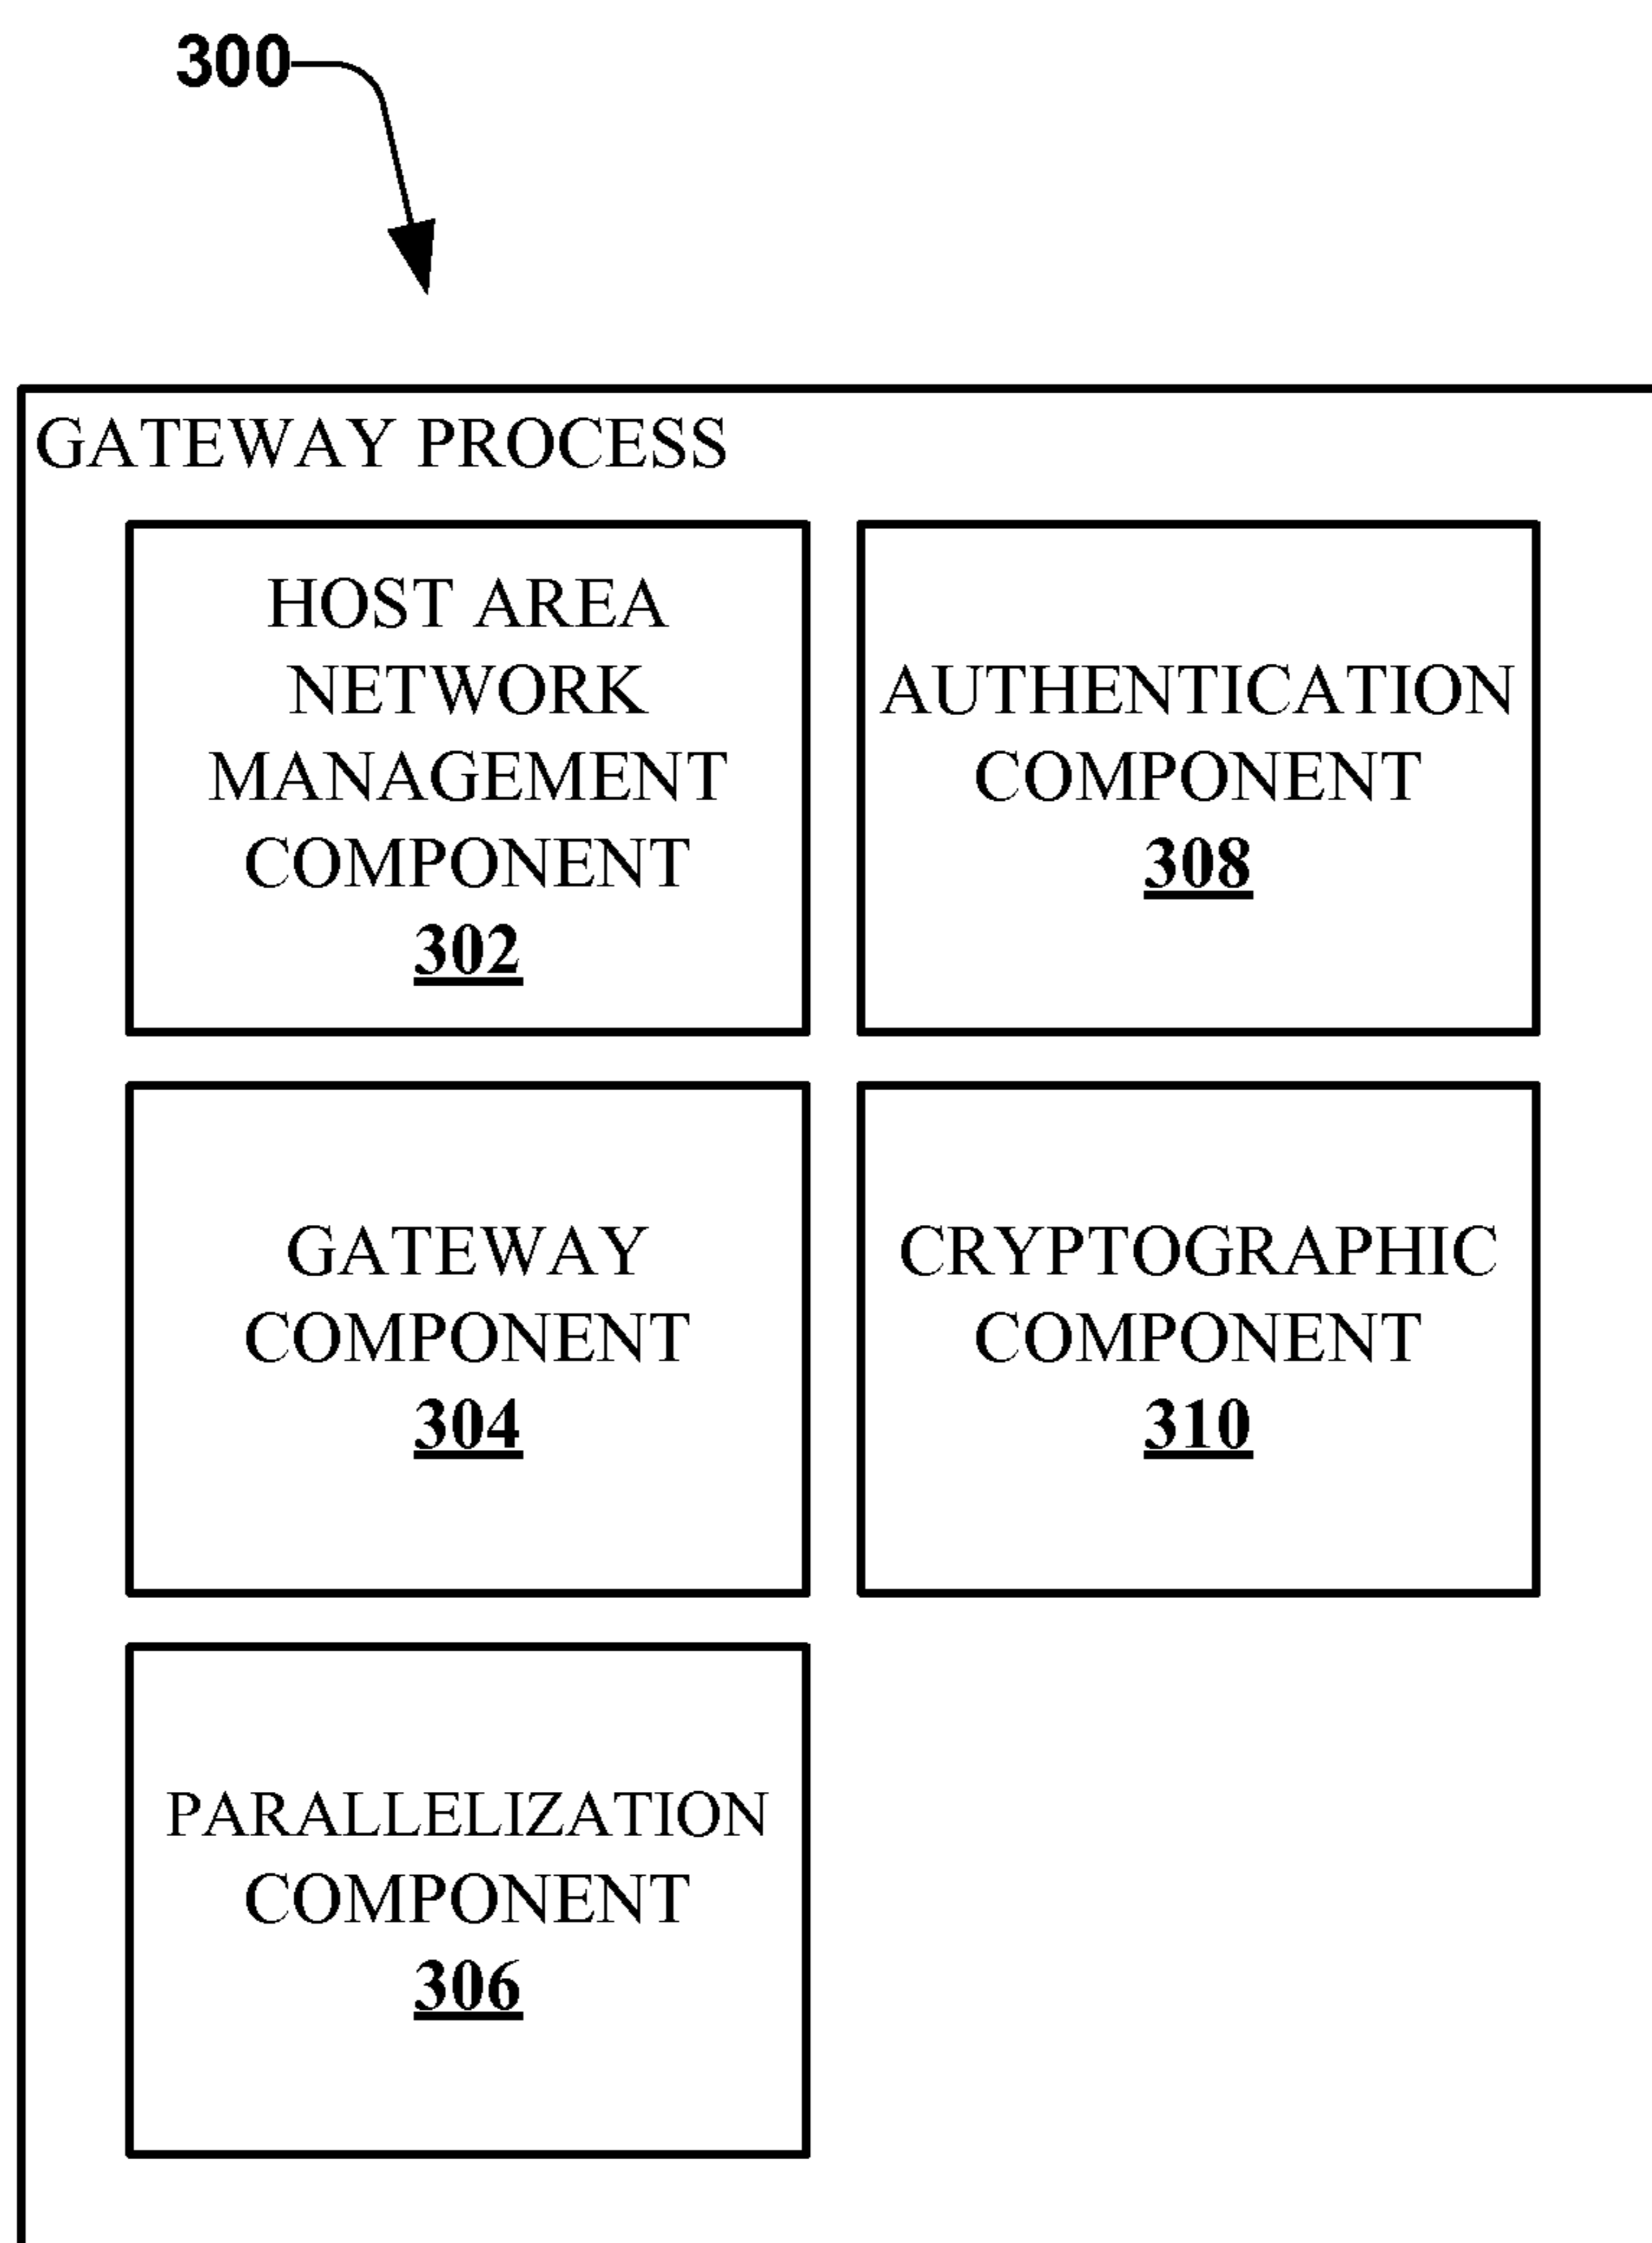 300
GATEWAY PROCESS
HOST AREA
NETWORK
MANAGEMENT
COMPONENT
302
AUTHENTICATION
COMPONENT
308
GATEWAY
COMPONENT
304
CRYPTOGRAPHIC
COMPONENT
310
PARALLELIZATION
COMPONENT
306